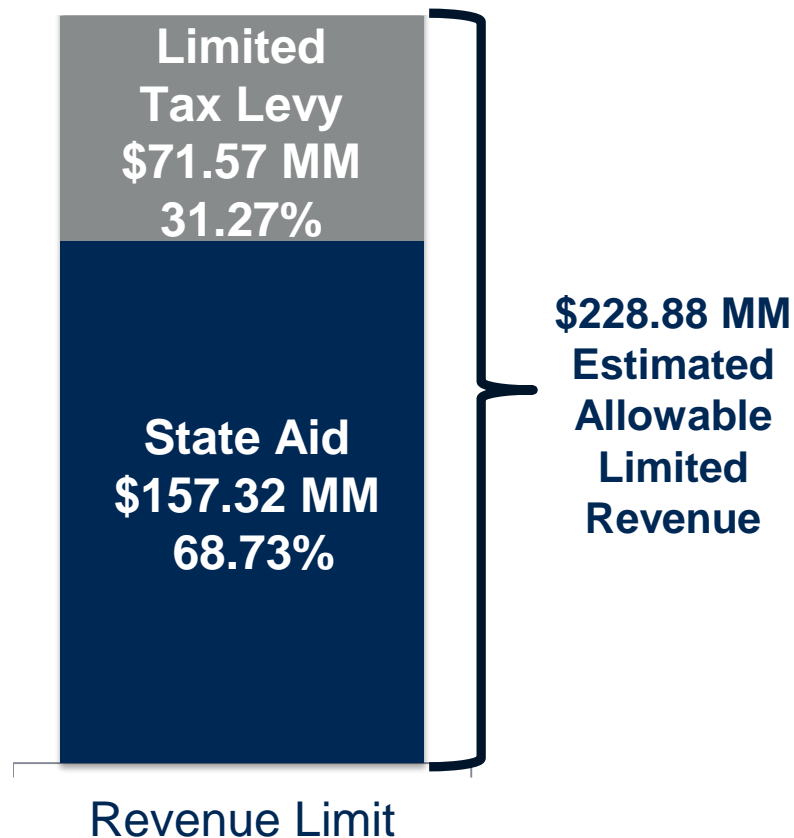 Limited
Tax Levy
$71.57 MM
31.27%
State Aid
$157.32 MM
68.73%
$228.88 MM
Estimated
Allowable
Limited
Revenue
Revenue Limit